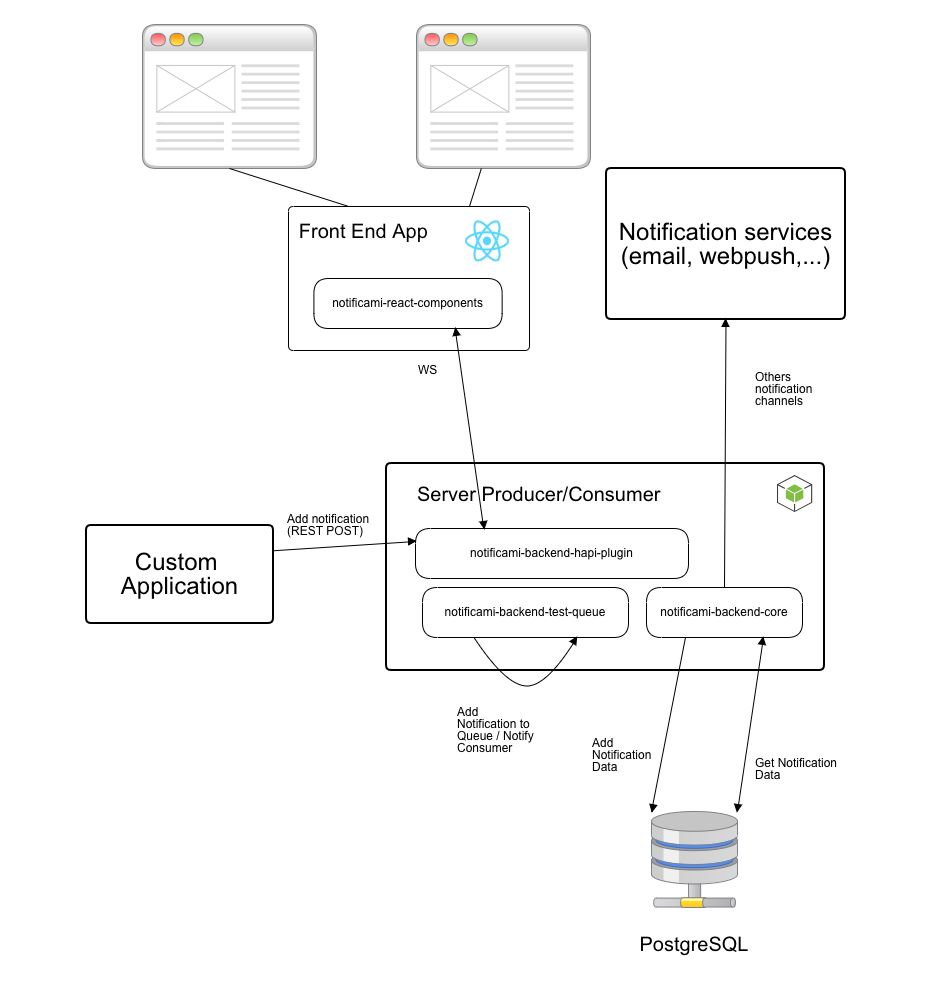 Front End App
notificami-react-components
Notification services
(email, webpush,...)
WS
Others
notification
channels
Server Producer/Consumer
Add notification
(REST POST)
Custom
Application
notificami-backend-hapi-plugin
notificami-backend-test-queue
notificami-backend-core
Add
Notification to
Queue / Notify
Consumer
Add
Notification
Data
Get Notification
Data
PostgreSQL